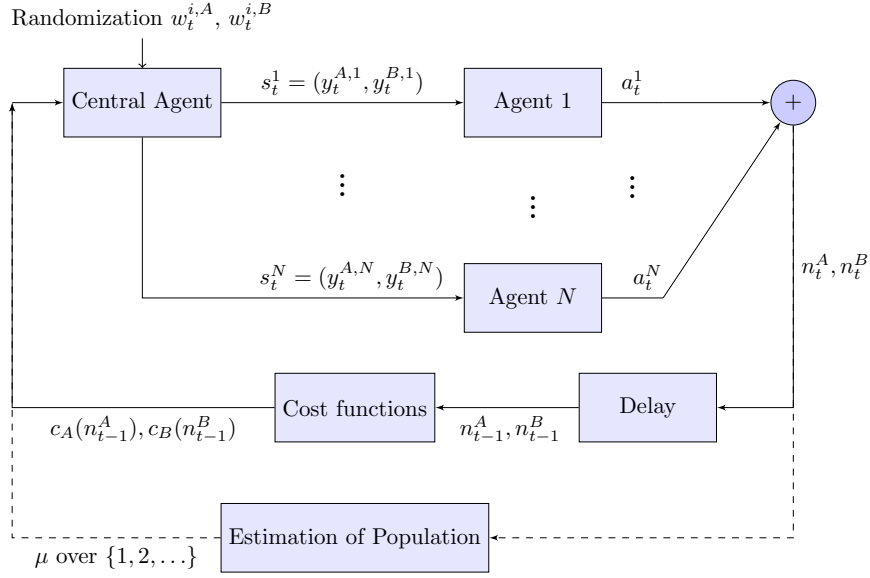 Randomization $w_t^{i,A}$, $w_t^{i,B}$
Central Agent
$s_t^1 = (y_t^{A,1}, y_t^{B,1})$
Agent 1
$a_t^1$
+
⋮
⋮
⋮
$s_t^N = (y_t^{A,N}, y_t^{B,N})$
Agent $N$
$a_t^N$
$n_t^A, n_t^B$
Cost functions
Delay
$c_A(n_{t-1}^A), c_B(n_{t-1}^B)$
$n_{t-1}^A, n_{t-1}^B$
Estimation of Population
$\mu$ over $\{1, 2, \ldots\}$